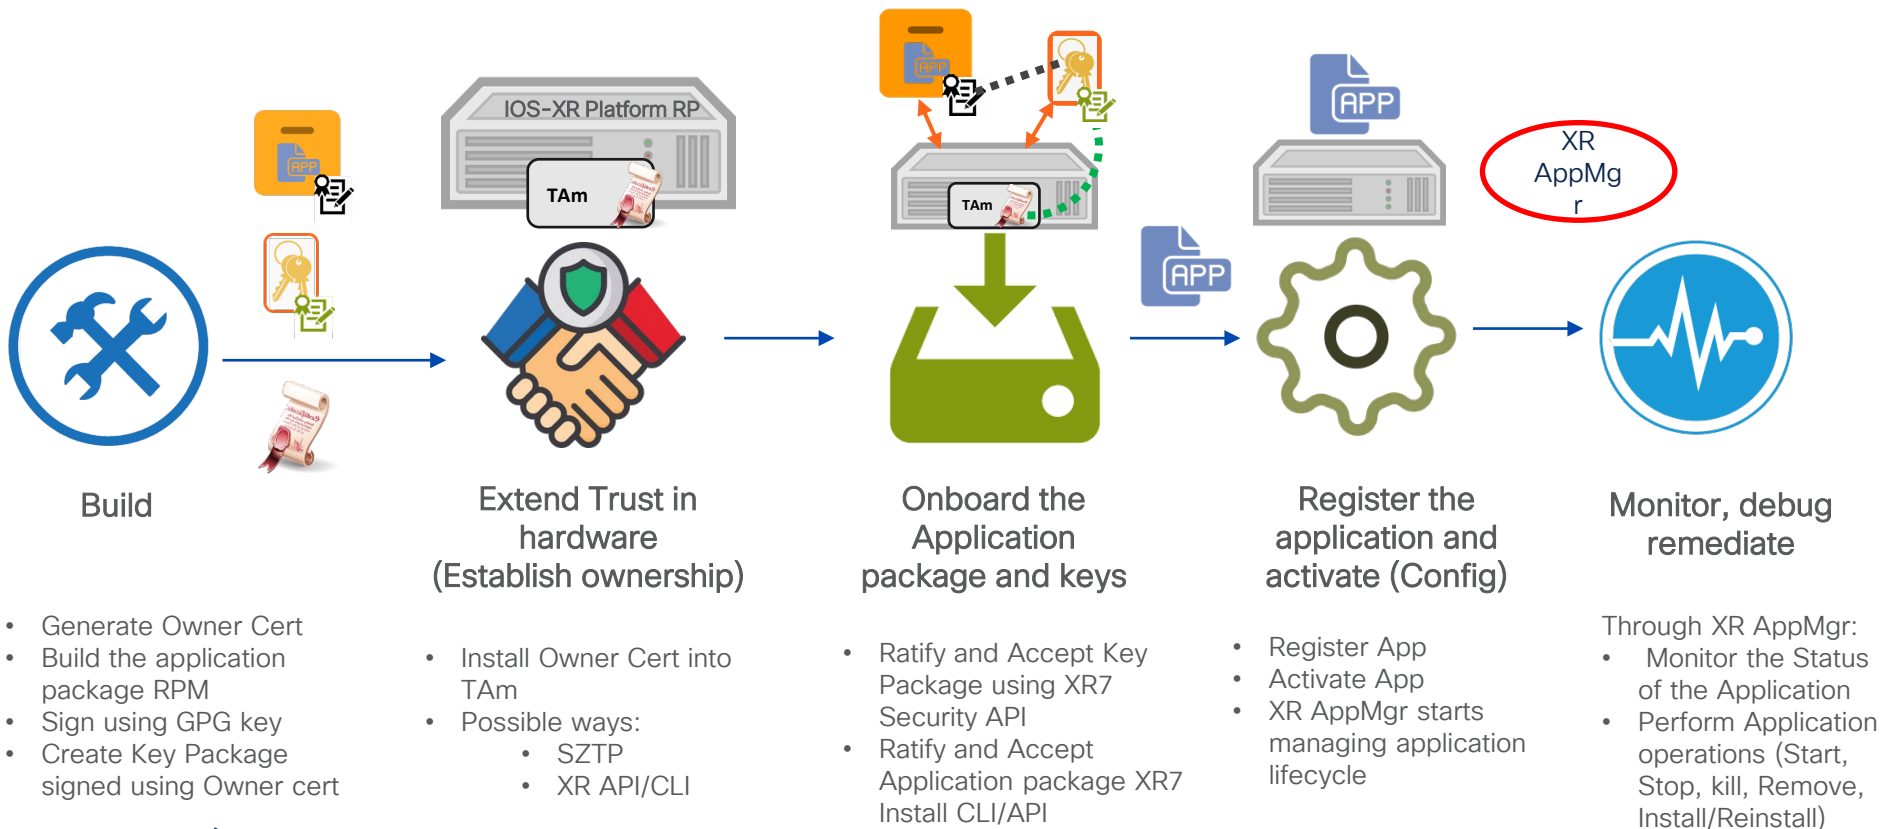 IOS-XR Platform RP
TAm
APP
APP
TAm
APP
APP
XR
AppMg
r
Build
Extend Trust in
hardware
(Establish ownership)
Onboard the
Application
package and keys
Register the
application and
activate (Config)
Monitor, debug
remediate
• Generate Owner Cert
• Build the application
package RPM
• Sign using GPG key
• Create Key Package
signed using Owner cert
• Install Owner Cert into
TAm
• Possible ways:
• SZTP
• XR API/CLI
• Ratify and Accept Key
Package using XR7
Security API
• Ratify and Accept
Application package XR7
Install CLI/API
• Register App
• Activate App
• XR AppMgr starts
managing application
lifecycle
Through XR AppMgr:
• Monitor the Status
of the Application
• Perform Application
operations (Start,
Stop, kill, Remove,
Install/Reinstall)